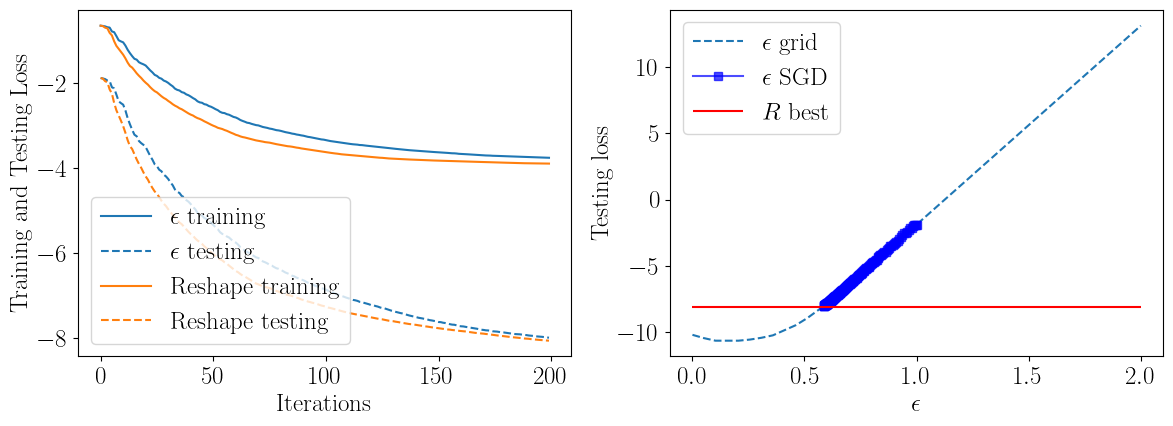 Training and Testing Loss
−2
−4
−6
−8
ϵ training
ϵ testing
Reshape training
Reshape testing
0
50
100
150
200
Iterations
Testing loss
10
5
0
−5
−10
ϵ grid
ϵ SGD
R best
0.0
0.5
1.0
1.5
2.0
ϵ